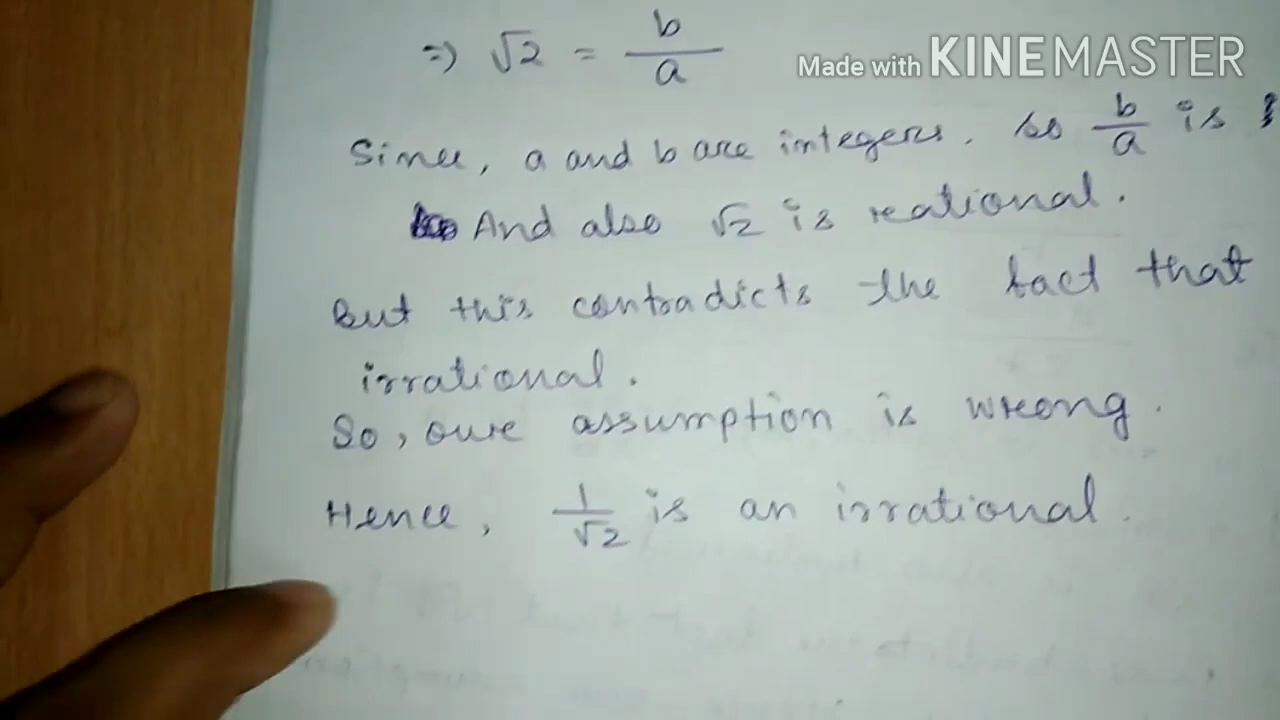 ⇒ √2 = b/a
Made with KINEMASTER
Since, a and b are integers. so b/a is
And also √2 is rational.
But this contradicts the fact that
irrational.
So, our assumption is wrong.
Hence, 1/√2 is an irrational.